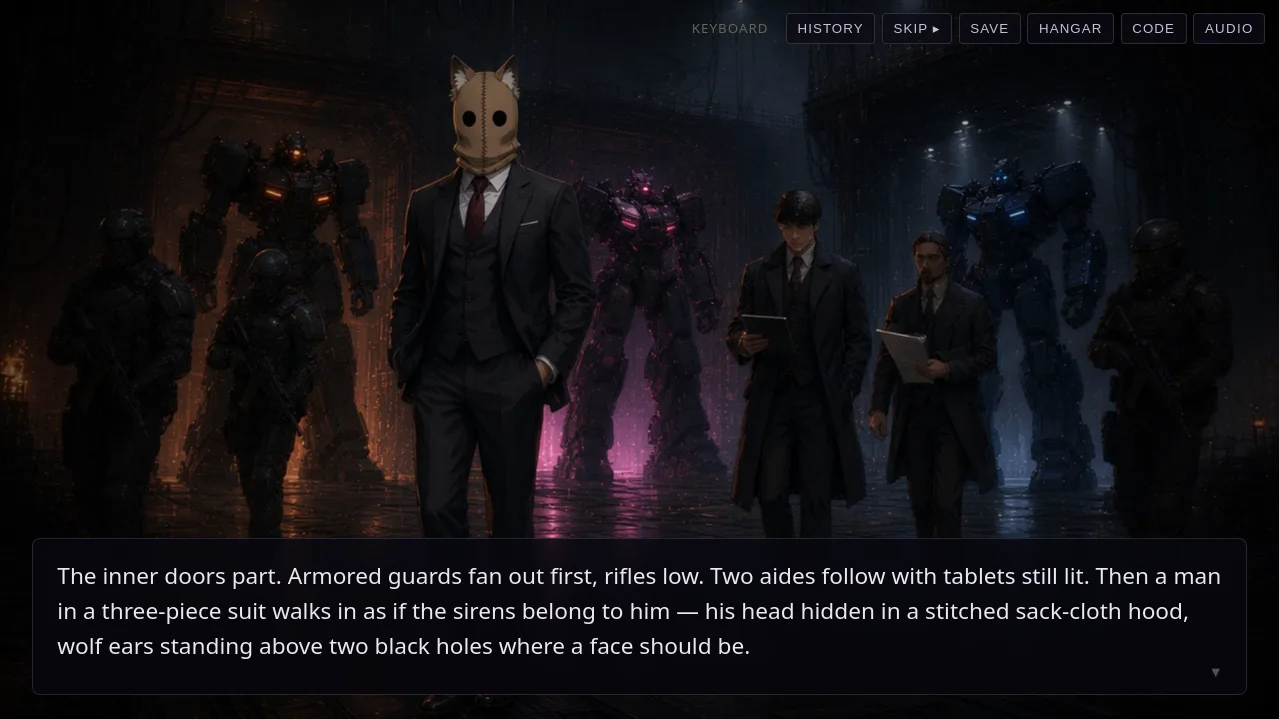 KEYBOARD
HISTORY
SKIP ▸
SAVE
HANGAR
CODE
AUDIO
The inner doors part. Armored guards fan out first, rifles low. Two aides follow with tablets still lit. Then a man
in a three-piece suit walks in as if the sirens belong to him — his head hidden in a stitched sack-cloth hood,
wolf ears standing above two black holes where a face should be.
▼